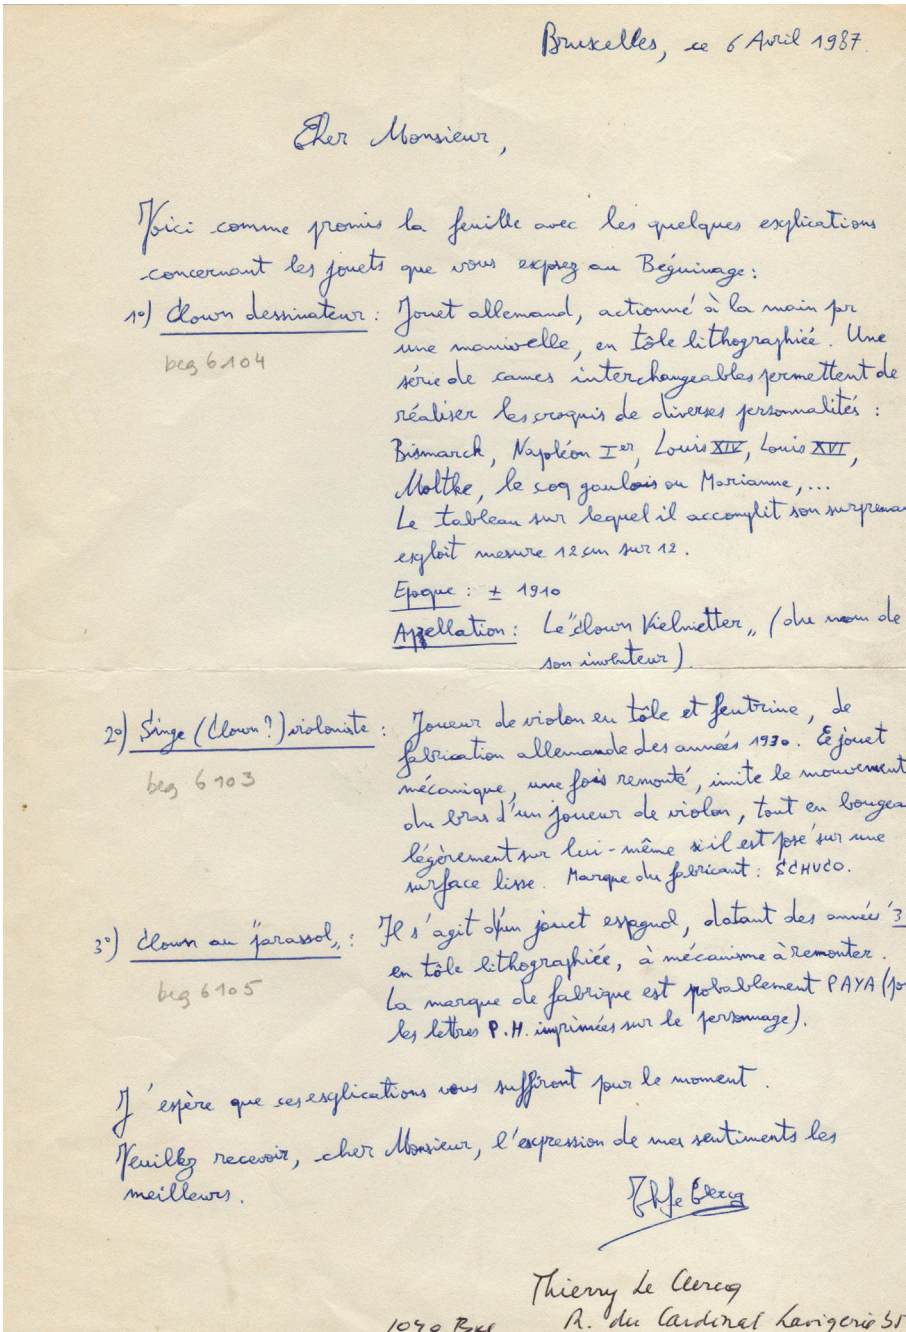 Bruxelles, ce 6 Avril 1987.
Cher Monsieur,
Voici comme promis la feuille avec les quelques explications
concernant les jouets que vous exposez au Béguinage :
1°) Clown dessinateur : Jouet allemand, actionné à la main par
beg 6104
une manivelle, en tôle lithographiée. Une
série de cames interchangeables permettent de
réaliser les croquis de diverses personnalités :
Bismarck, Napoléon Ier, Louis XIV, Louis XVI,
Moltke, le coq gaulois ou Marianne, ...
Le tableau sur lequel il accomplit son surprenan
exploit mesure 12 cm sur 12.
Epoque : ± 1910
Appellation : Le "clown Vielmetter" (du nom de
son inventeur).
2°) Singe (Clown ?) violoniste : Joueur de violon en tôle et feutrine, de
fabrication allemande des années 1930. Ce jouet
beg 6103
mécanique, une fois remonté, imite le mouvement
du bras d'un joueur de violon, tout en bougea
légèrement sur lui-même s'il est posé sur une
surface lisse. Marque du fabricant : SCHUCO.
3°) Clown au "parasol" : Il s'agit d'un jouet espagnol, datant des années '3
en tôle lithographiée, à mécanisme à remonter.
beg 6105
La marque de fabrique est probablement PAYA (po
les lettres P.H. imprimées sur le personnage).
J'espère que ces explications vous suffiront pour le moment.
Veuillez recevoir, cher Monsieur, l'expression de mes sentiments les
meilleurs.
Th Le Clercq
Thierry Le Clercq
R. du Cardinal Lavigerie 35
1040 Bxl